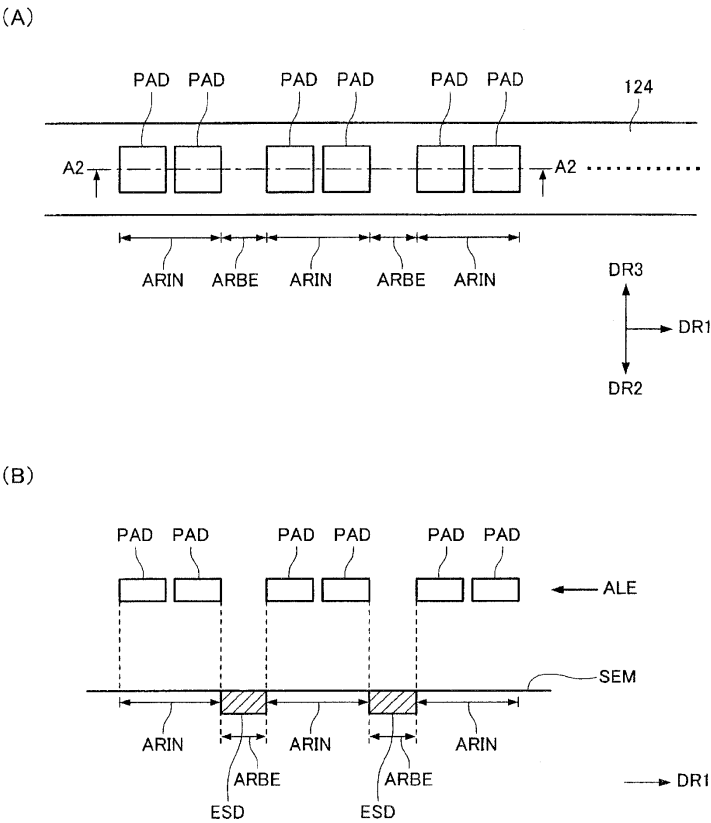 (A)
PAD PAD PAD PAD PAD PAD 124
A2 A2
ARIN ARBE ARIN ARBE ARIN
DR3
DR1
DR2
(B)
PAD PAD PAD PAD PAD PAD
ALE
SEM
ARIN ARIN ARIN
ARBE ARBE DR1
ESD ESD